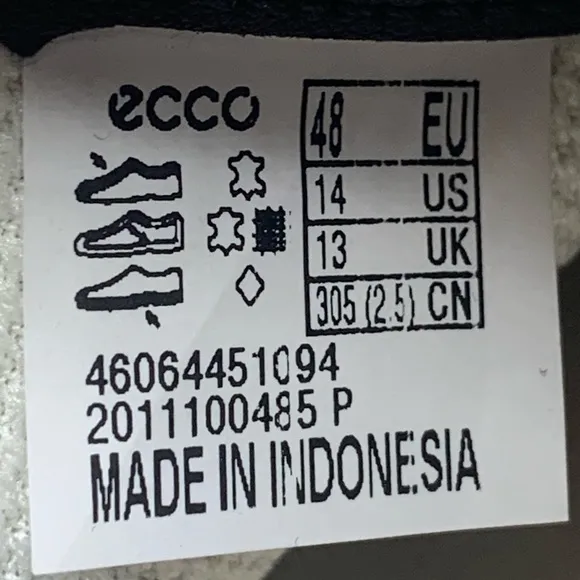 ecco
48 EU
14 US
13 UK
305 (2.5) CN
46064451094
2011100485 P
MADE IN INDONESIA